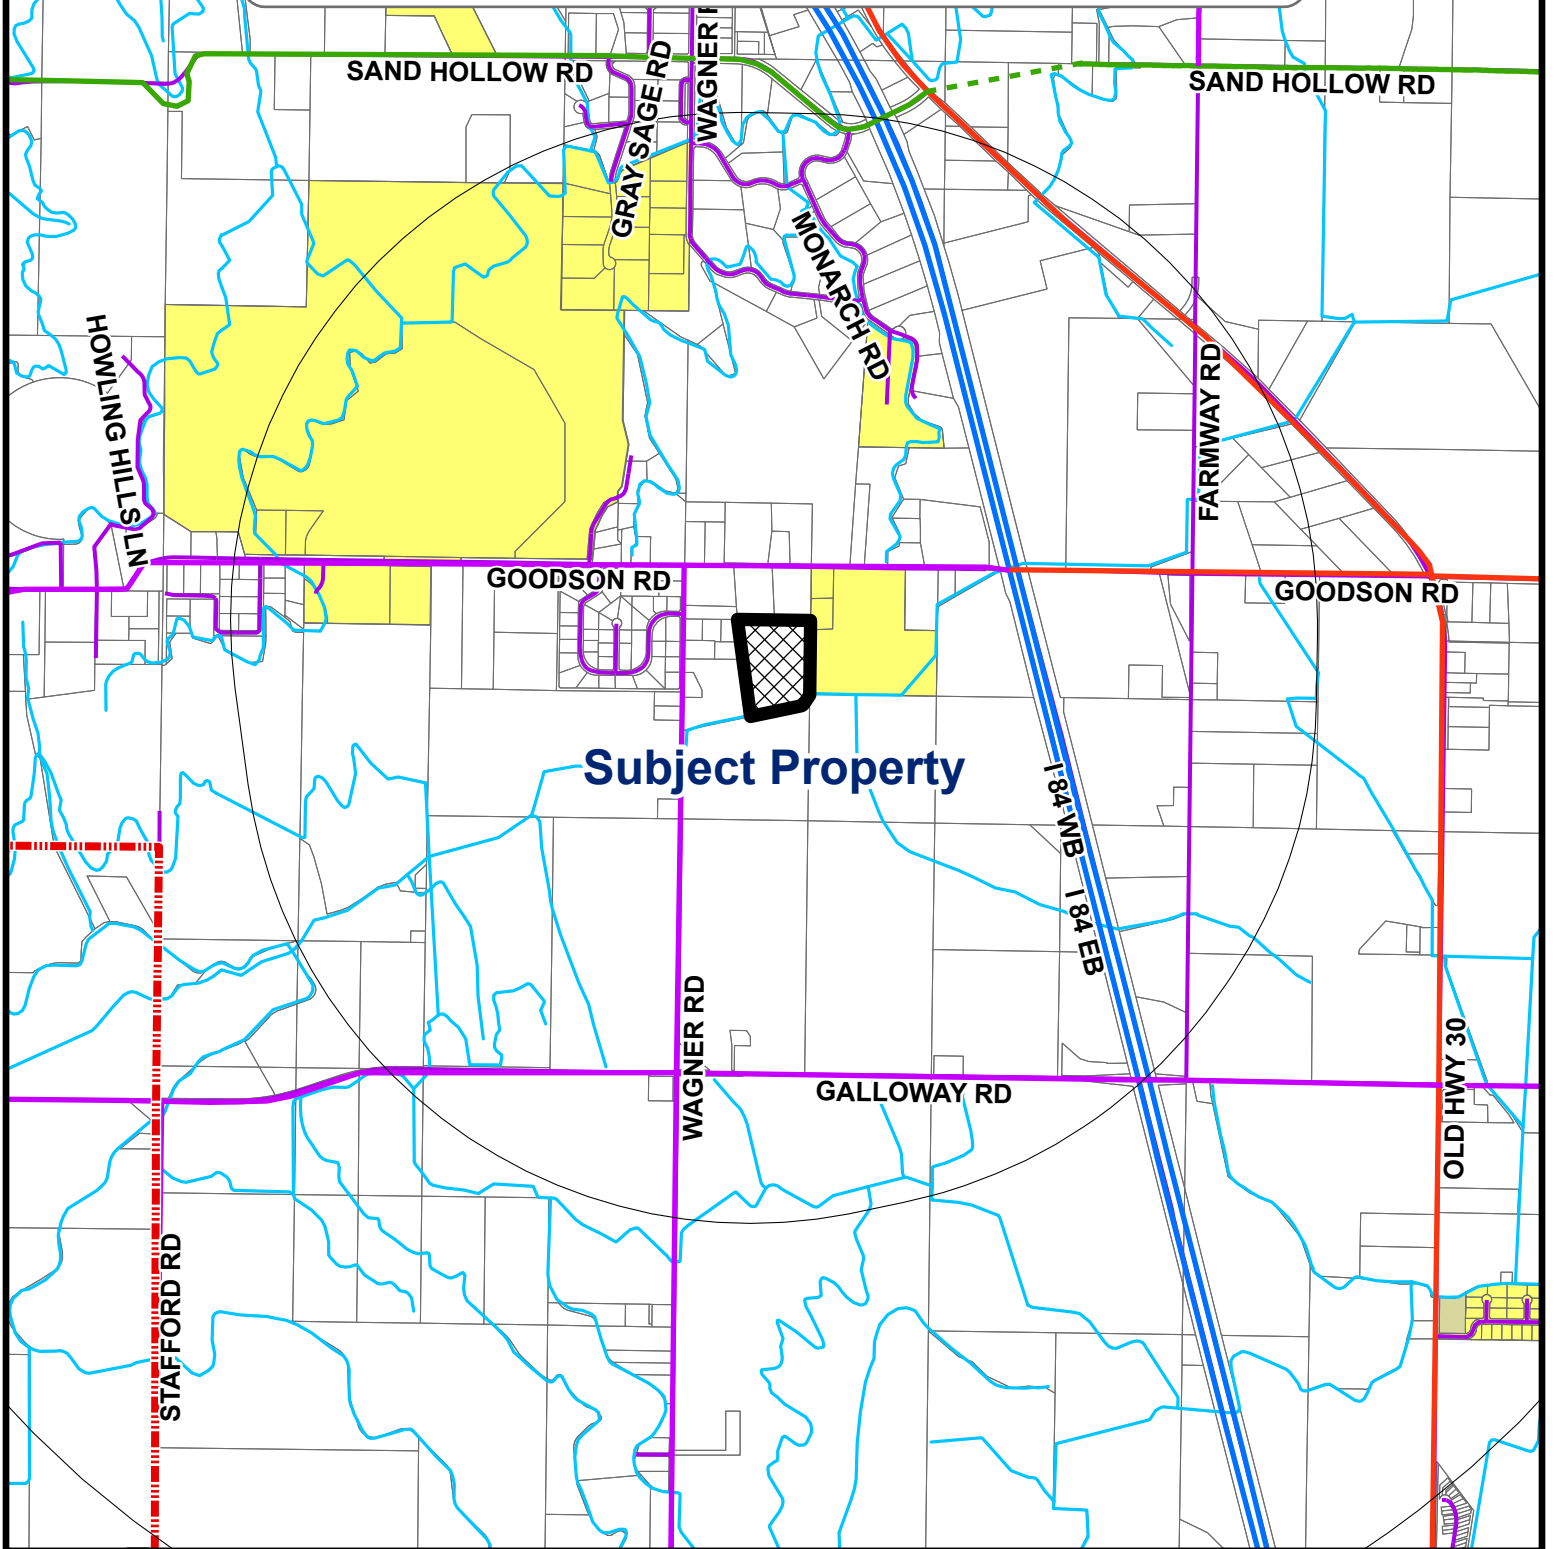 SAND HOLLOW RD
GRAY SAGE RD
WAGNER
SAND HOLLOW RD
MONARCH RD
HOWLING HILLS LN
FARMWAY RD
GOODSON RD
GOODSON RD
Subject Property
I 84 WB
I 84 EB
WAGNER RD
GALLOWAY RD
OLD HWY 30
STAFFORD RD